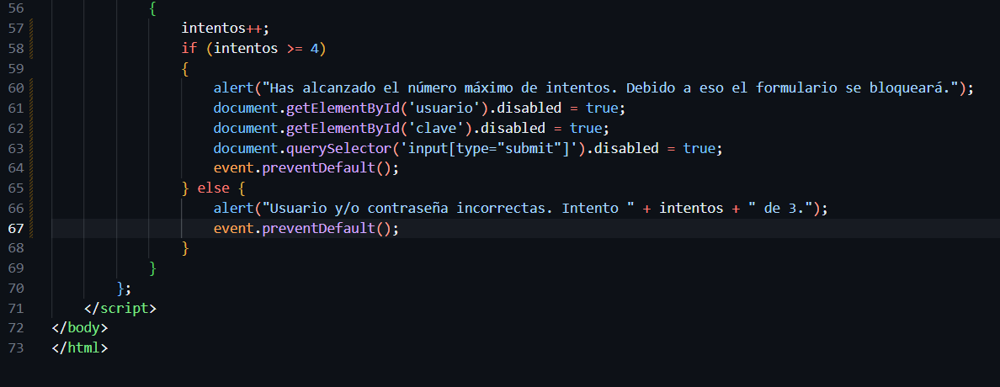 56 {
57 intentos++;
58 if (intentos >= 4)
59 {
60 alert("Has alcanzado el número máximo de intentos. Debido a eso el formulario se bloqueará.");
61 document.getElementById('usuario').disabled = true;
62 document.getElementById('clave').disabled = true;
63 document.querySelector('input[type="submit"]').disabled = true;
64 event.preventDefault();
65 } else {
66 alert("Usuario y/o contraseña incorrectas. Intento " + intentos + " de 3.");
67 event.preventDefault();
68 }
69 }
70 };
71 </script>
72 </body>
73 </html>